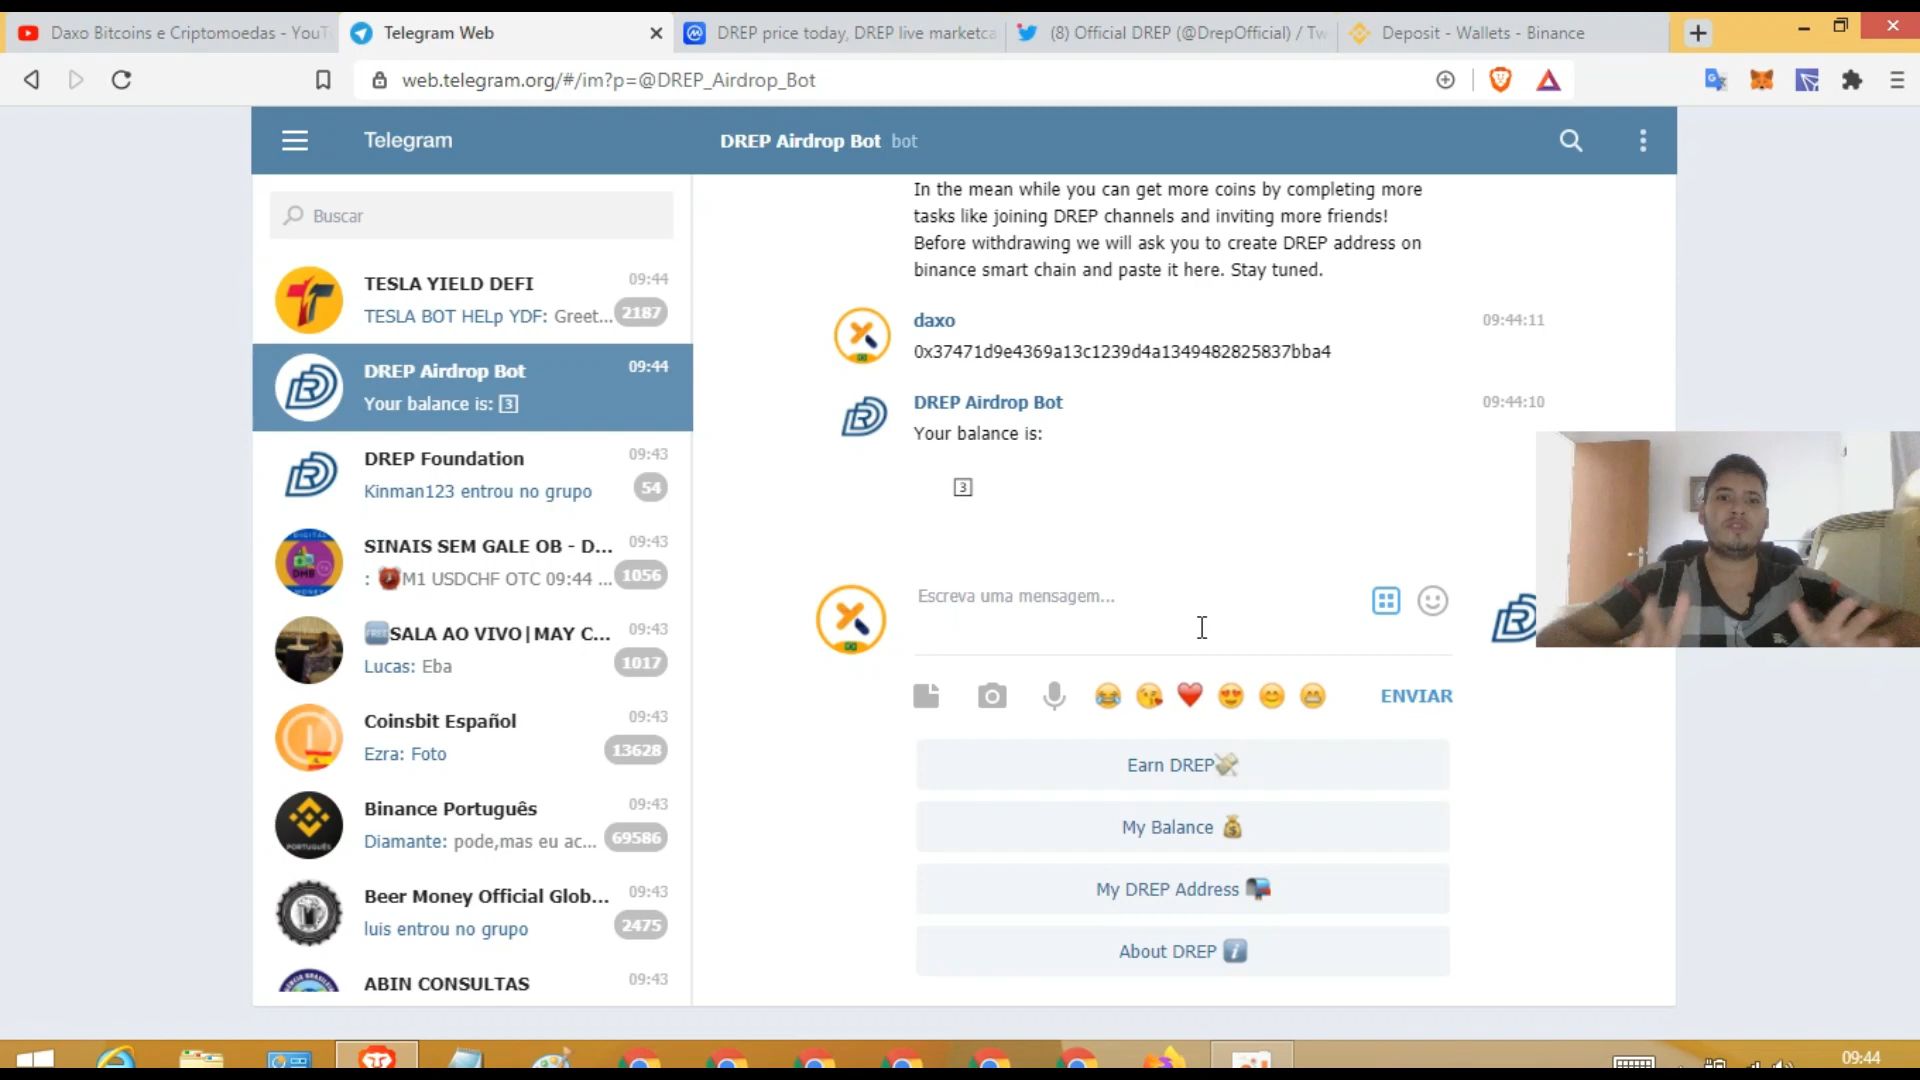 Daxo Bitcoins e Criptomoedas - YouT
Telegram Web
DREP price today, DREP live marketca
(8) Official DREP (@DrepOfficial) / Tw
Deposit - Wallets - Binance
web.telegram.org/#/im?p=@DREP_Airdrop_Bot
Telegram
DREP Airdrop Bot bot
Buscar
TESLA YIELD DEFI 09:44
TESLA BOT HELp YDF: Greet... 2187
DREP Airdrop Bot 09:44
Your balance is: 3
DREP Foundation 09:43
Kinman123 entrou no grupo 54
SINAIS SEM GALE OB - D... 09:43
: M1 USDCHF OTC 09:44 ... 1056
FREE SALA AO VIVO|MAY C... 09:43
Lucas: Eba 1017
Coinsbit Español 09:43
Ezra: Foto 13628
Binance Português 09:43
Diamante: pode,mas eu ac... 69586
Beer Money Official Glob... 09:43
luis entrou no grupo 2475
ABIN CONSULTAS 09:43
In the mean while you can get more coins by completing more
tasks like joining DREP channels and inviting more friends!
Before withdrawing we will ask you to create DREP address on
binance smart chain and paste it here. Stay tuned.
daxo 09:44:11
0x37471d9e4369a13c1239d4a1349482825837bba4
DREP Airdrop Bot 09:44:10
Your balance is:
3
Escreva uma mensagem...
ENVIAR
Earn DREP💸
My Balance 💰
My DREP Address 📬
About DREP ℹ️
09:44